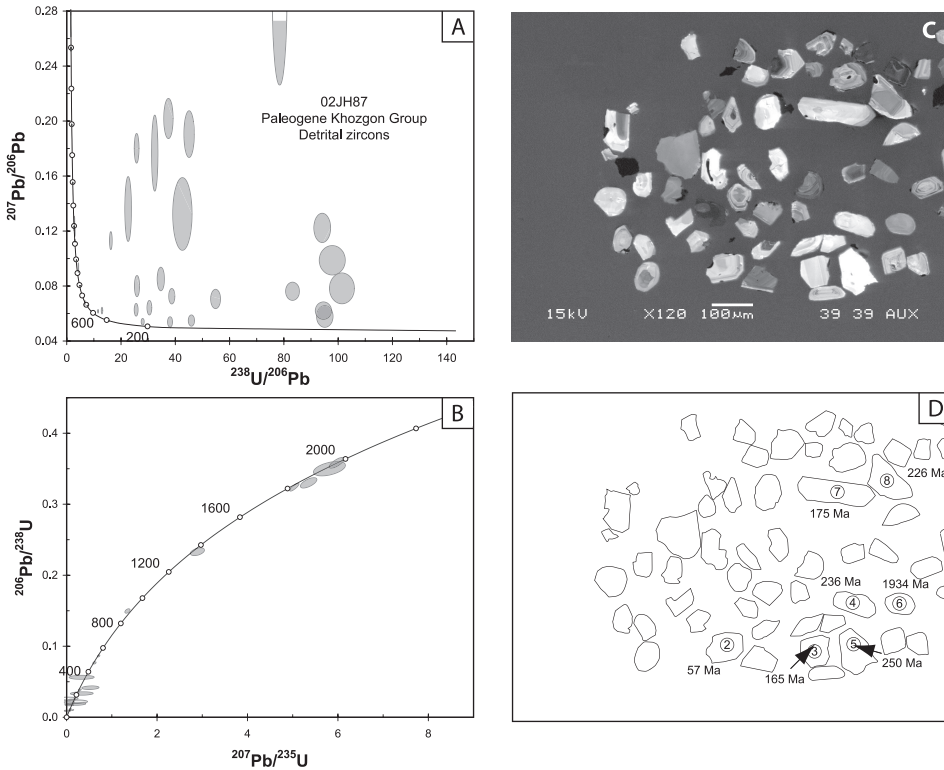 A
0.28
0.24
0.20
0.16
0.12
0.08
0.04
207Pb/206Pb
02JH87
Paleogene Khozgon Group
Detrital zircons
600
200
0 20 40 60 80 100 120 140
238U/206Pb
C
15kV X120 100µm 39 39 AUX
B
0.4
0.3
0.2
0.1
0.0
206Pb/238U
2000
1600
1200
800
400
0 2 4 6 8
207Pb/235U
D
8
226 Ma
7
175 Ma
236 Ma 1934 Ma
4 6
2 3 5
57 Ma 165 Ma 250 Ma